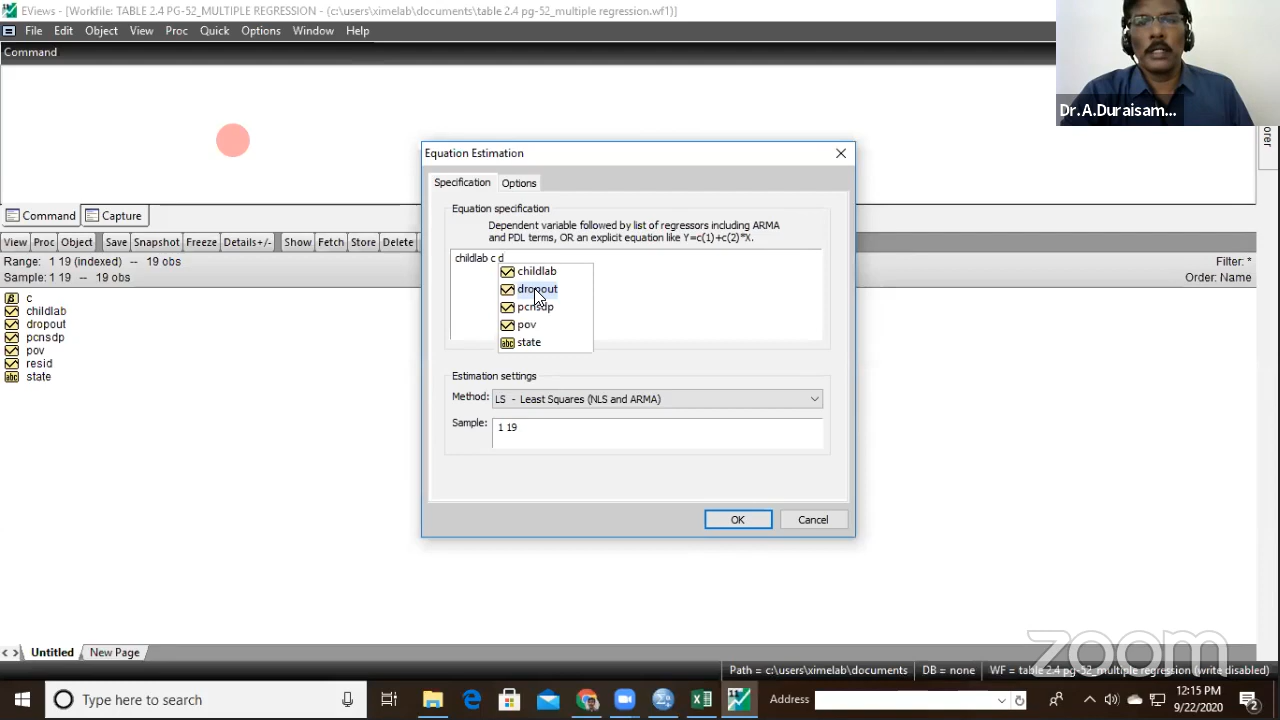 EViews - [Workfile: TABLE 2.4 PG-52_MULTIPLE REGRESSION - (c:\users\ximelab\documents\table 2.4 pg-52_multiple regression.wf1)]
File Edit Object View Proc Quick Options Window Help
Command
Dr.A.Duraisam...
orer
Equation Estimation
Specification Options
Equation specification
Dependent variable followed by list of regressors including ARMA
and PDL terms, OR an explicit equation like Y=c(1)+c(2)*X.
childlab c d
childlab
dropout
pcnsdp
pov
state
Estimation settings
Method: LS - Least Squares (NLS and ARMA)
Sample: 1 19
OK Cancel
Command Capture
View Proc Object Save Snapshot Freeze Details+/- Show Fetch Store Delete
Range: 1 19 (indexed) -- 19 obs Filter: *
Sample: 1 19 -- 19 obs Order: Name
c
childlab
dropout
pcnsdp
pov
resid
abc state
Untitled New Page
zoom
Path = c:\users\ximelab\documents DB = none WF = table 2.4 pg-52_multiple regression (write disabled)
Type here to search
Address
12:15 PM
9/22/2020
2